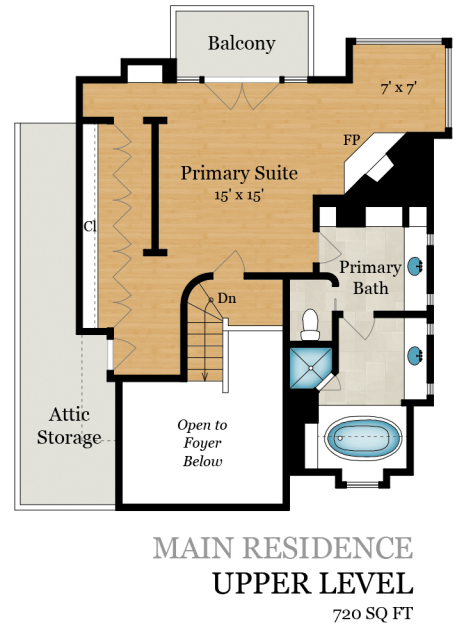 Balcony
7' x 7'
FP
Primary Suite
15' x 15'
Cl
Primary
Bath
Dn
Attic
Storage
Open to
Foyer
Below
MAIN RESIDENCE
UPPER LEVEL
720 SQ FT